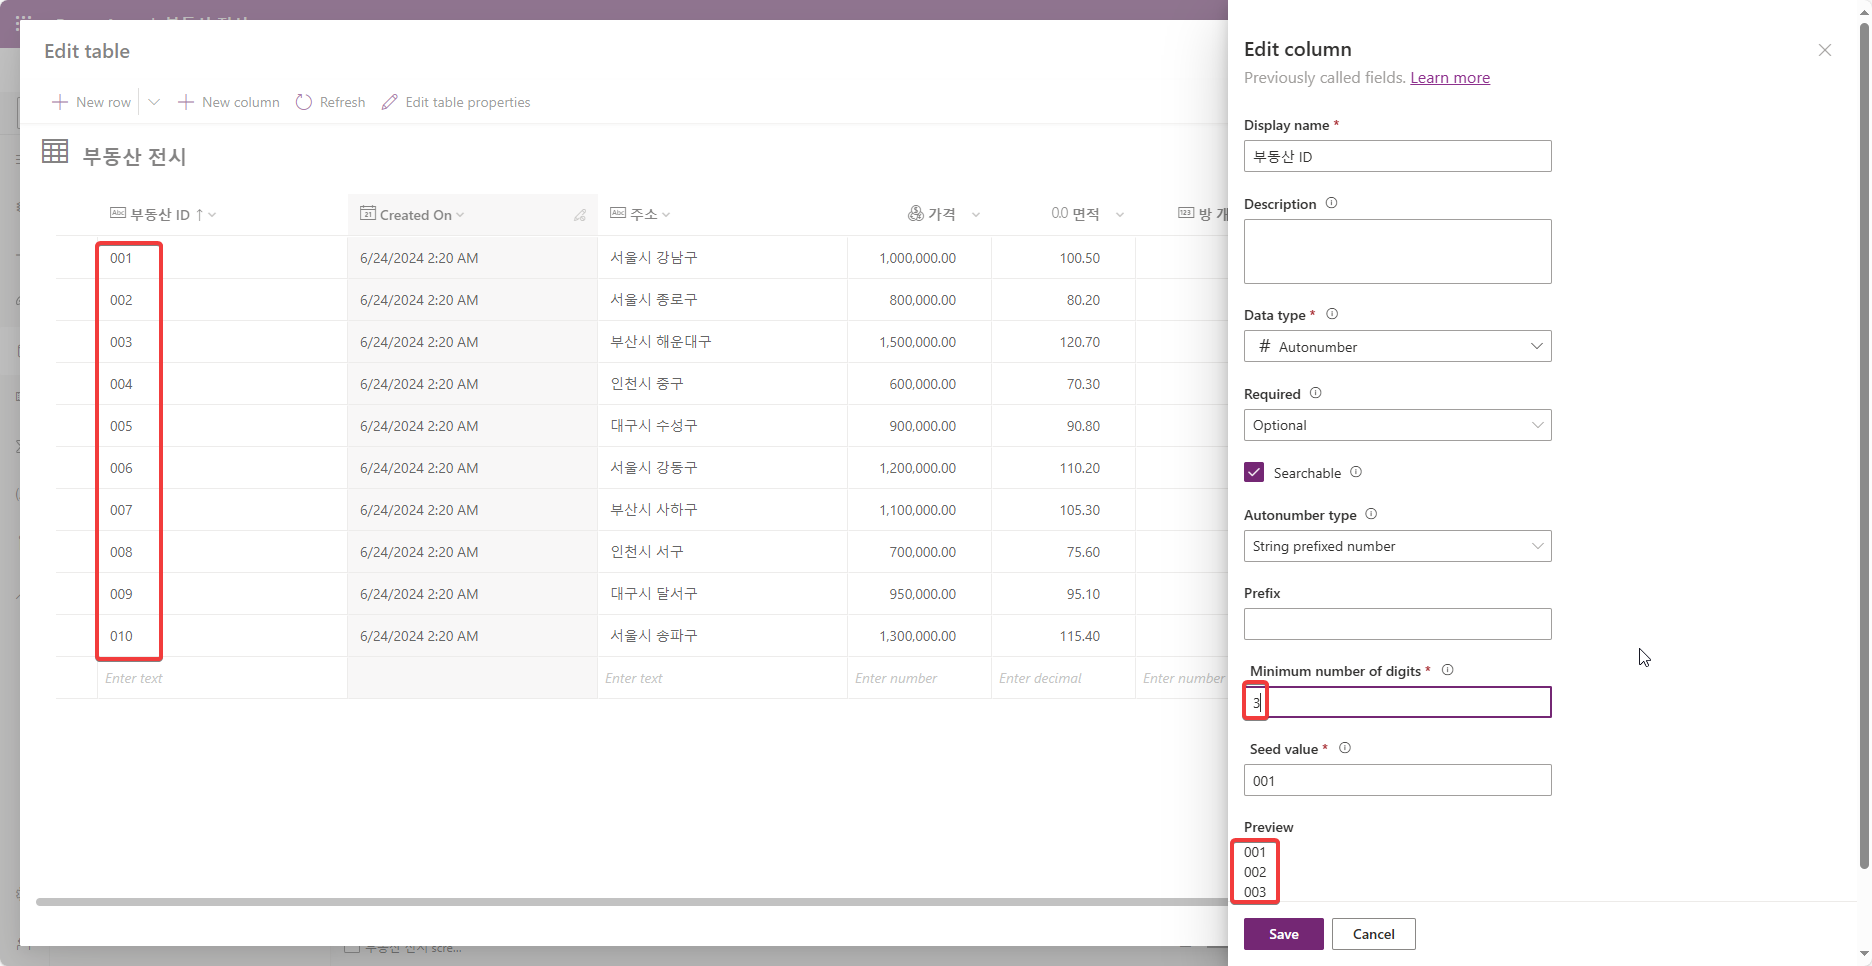 Edit table
New row
New column
Refresh
Edit table properties
부동산 전시
부동산 ID
Created On
주소
가격
0.0 면적
방 개
001 6/24/2024 2:20 AM 서울시 강남구 1,000,000.00 100.50
002 6/24/2024 2:20 AM 서울시 종로구 800,000.00 80.20
003 6/24/2024 2:20 AM 부산시 해운대구 1,500,000.00 120.70
004 6/24/2024 2:20 AM 인천시 중구 600,000.00 70.30
005 6/24/2024 2:20 AM 대구시 수성구 900,000.00 90.80
006 6/24/2024 2:20 AM 서울시 강동구 1,200,000.00 110.20
007 6/24/2024 2:20 AM 부산시 사하구 1,100,000.00 105.30
008 6/24/2024 2:20 AM 인천시 서구 700,000.00 75.60
009 6/24/2024 2:20 AM 대구시 달서구 950,000.00 95.10
010 6/24/2024 2:20 AM 서울시 송파구 1,300,000.00 115.40
Enter text Enter text Enter number Enter decimal Enter number
Edit column
Previously called fields. Learn more
Display name *
부동산 ID
Description
Data type *
# Autonumber
Required
Optional
Searchable
Autonumber type
String prefixed number
Prefix
Minimum number of digits *
3
Seed value *
001
Preview
001
002
003
Save
Cancel